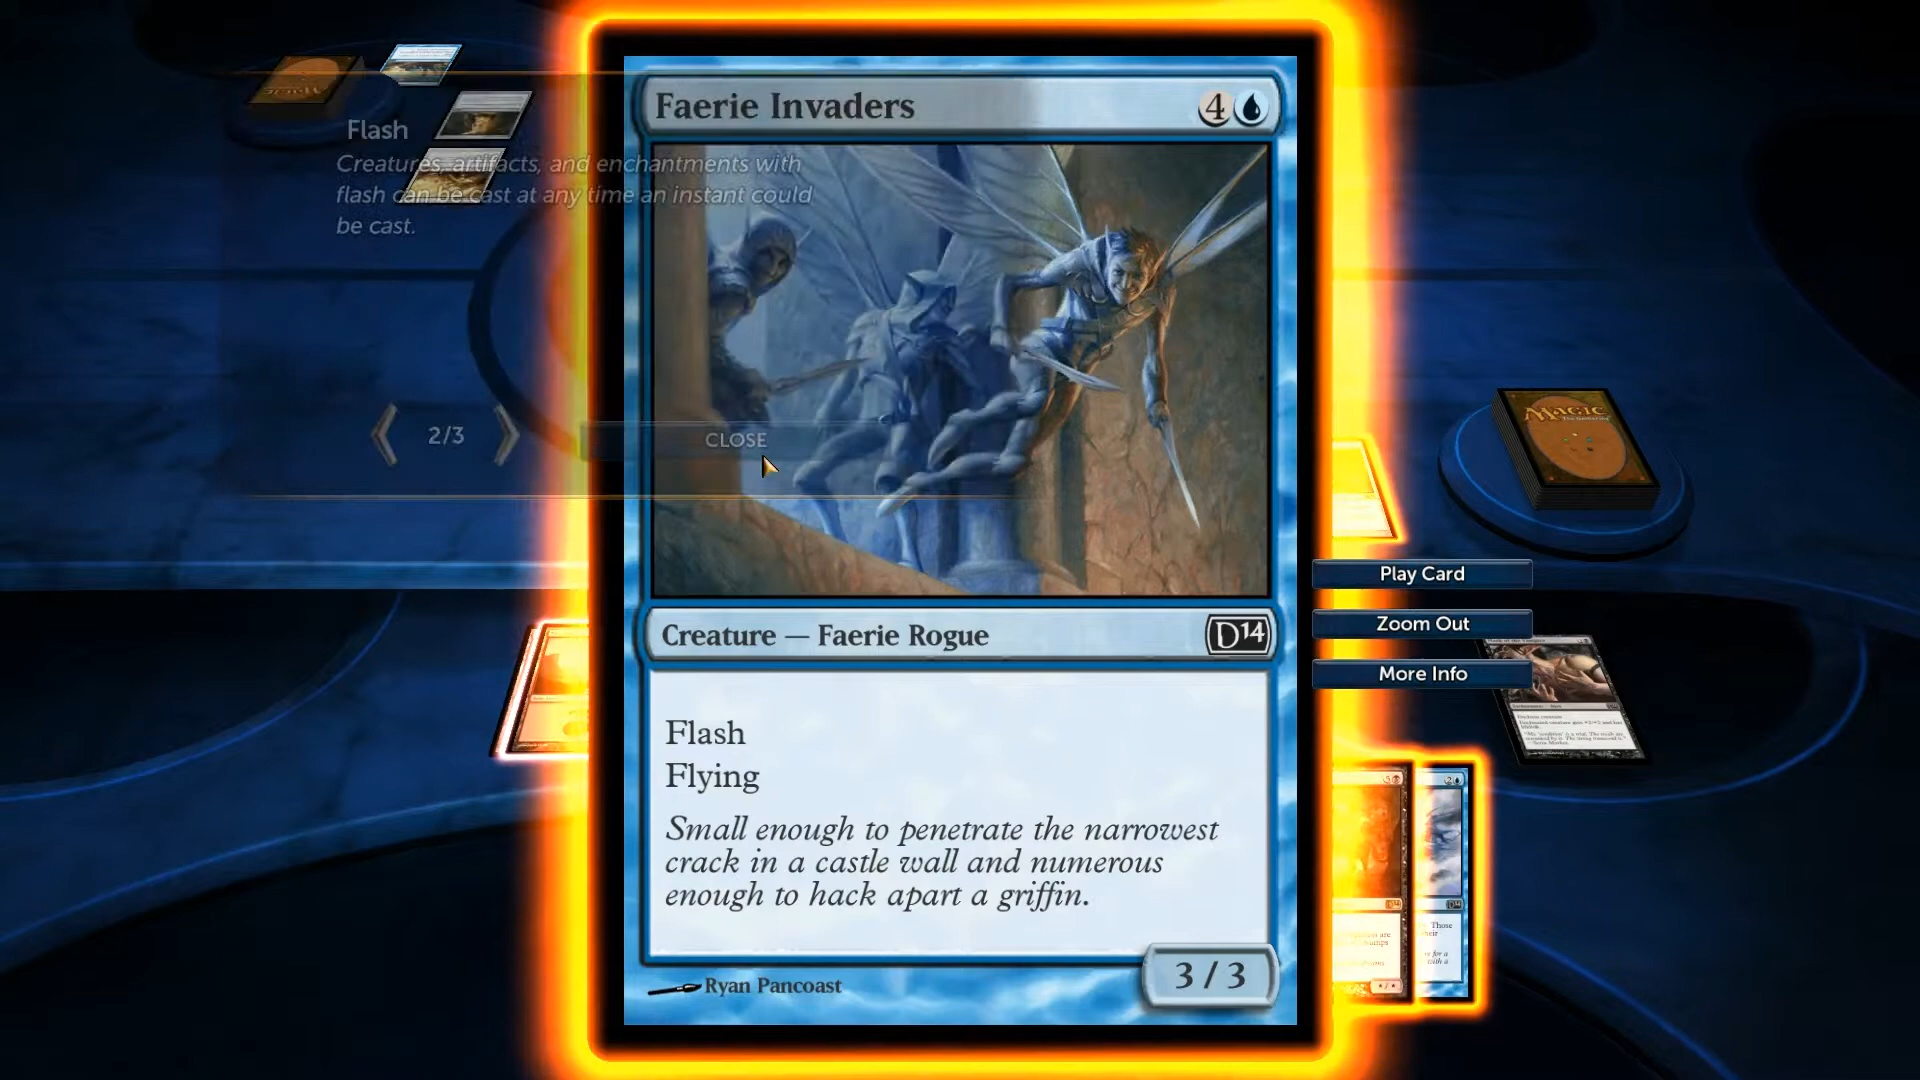 Faerie Invaders
4
Flash
Creatures, artifacts, and enchantments with
flash can be cast at any time an instant could
be cast.
2/3
CLOSE
MAGIC
The Gathering
Play Card
Zoom Out
More Info
Creature — Faerie Rogue
D14
Flash
Flying
Small enough to penetrate the narrowest
crack in a castle wall and numerous
enough to hack apart a griffin.
Ryan Pancoast
3/3